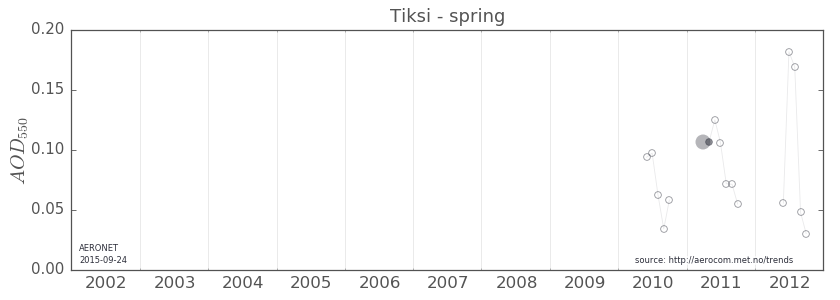 Tiksi - spring
0.20
0.15
0.10
0.05
0.00
AOD550
AERONET
2015-09-24
source: http://aerocom.met.no/trends
2002 2003 2004 2005 2006 2007 2008 2009 2010 2011 2012